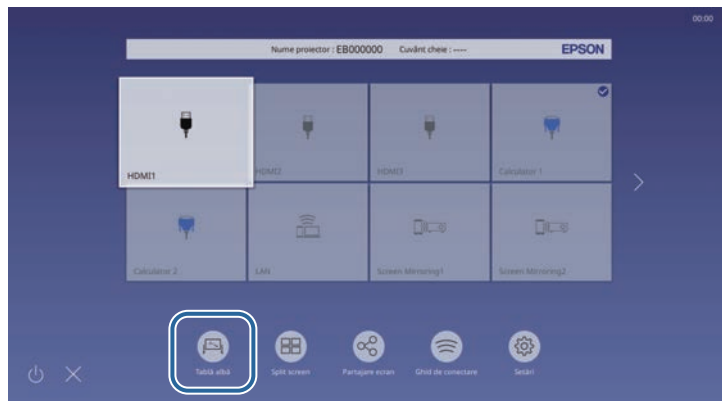 00:00
Nume proiector : EB000000 Cuvânt cheie : ---- EPSON
HDMI1 HDMI2 HDMI3 Calculator 1
Calculator 2 LAN Screen Mirroring1 Screen Mirroring2
Tablă albă Split screen Partajare ecran Ghid de conectare Setări